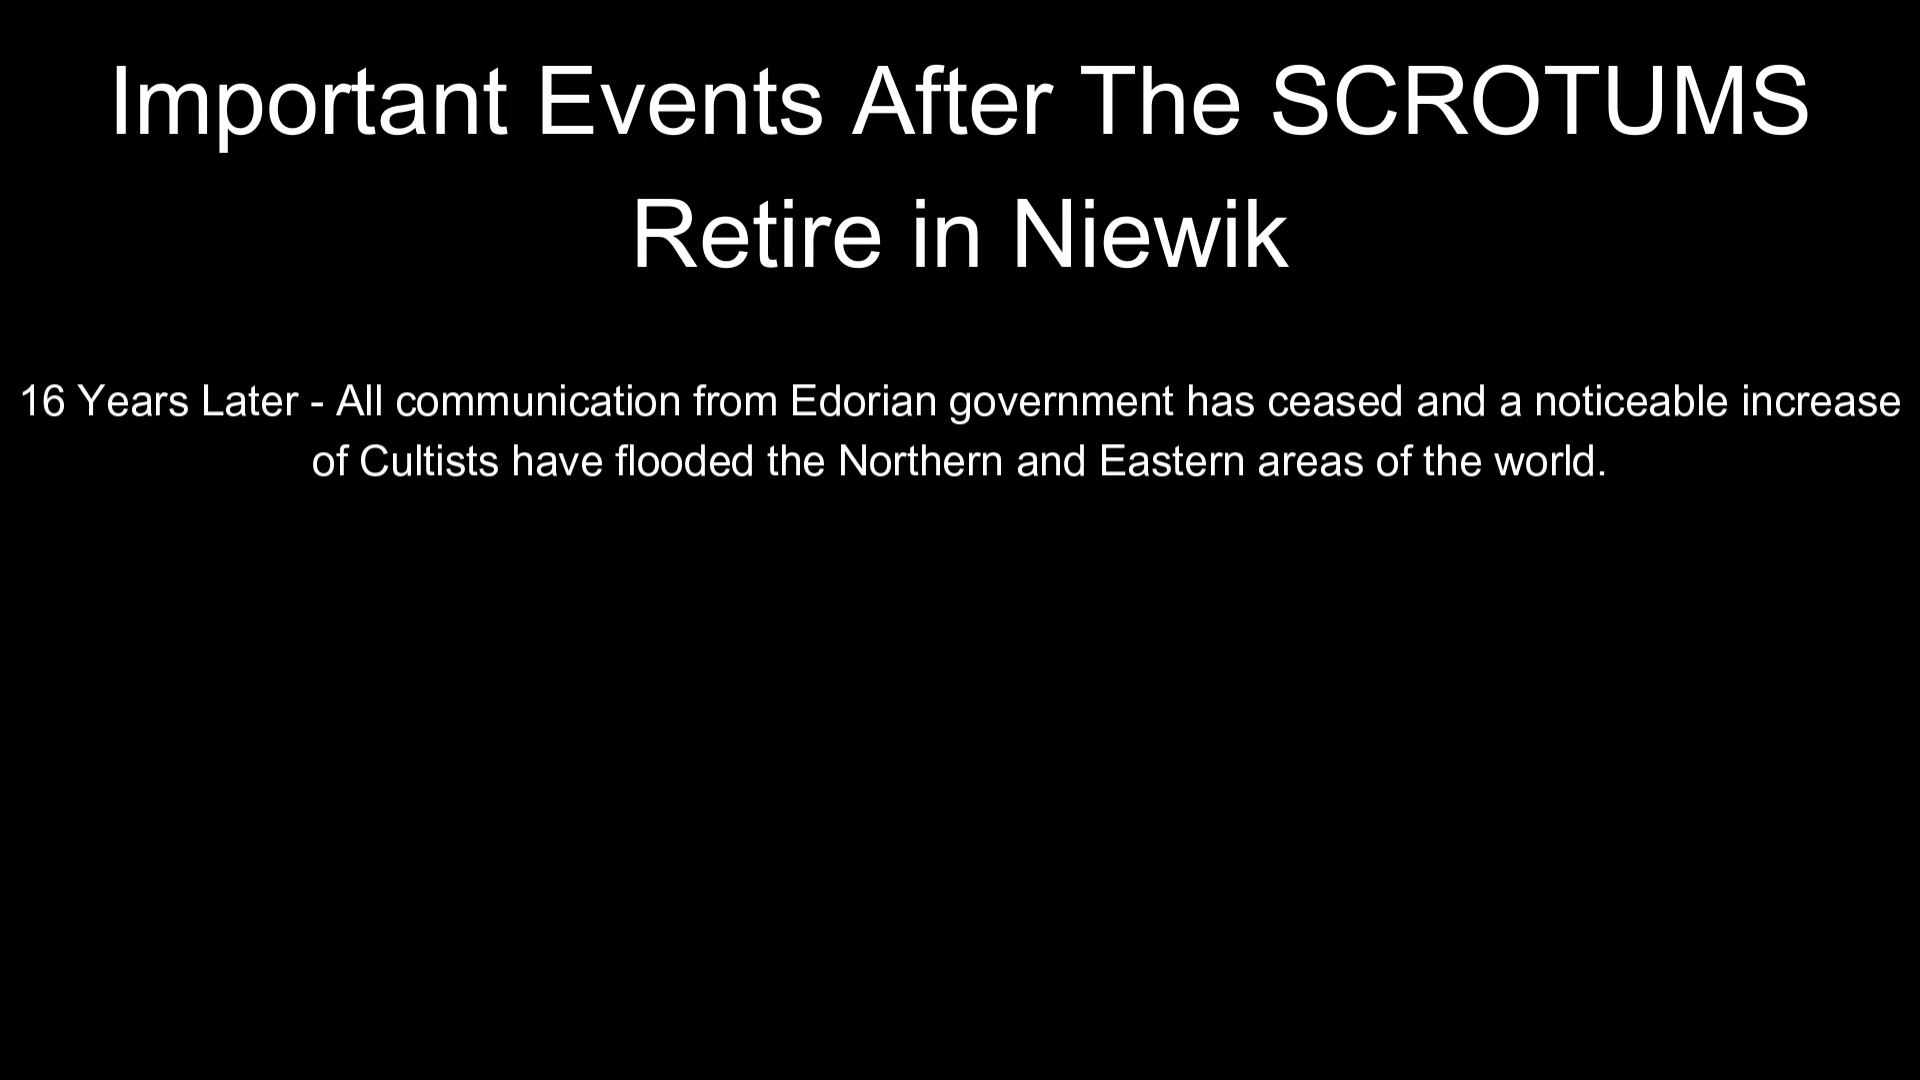 Important Events After The SCROTUMS
Retire in Niewik
16 Years Later - All communication from Edorian government has ceased and a noticeable increase
of Cultists have flooded the Northern and Eastern areas of the world.